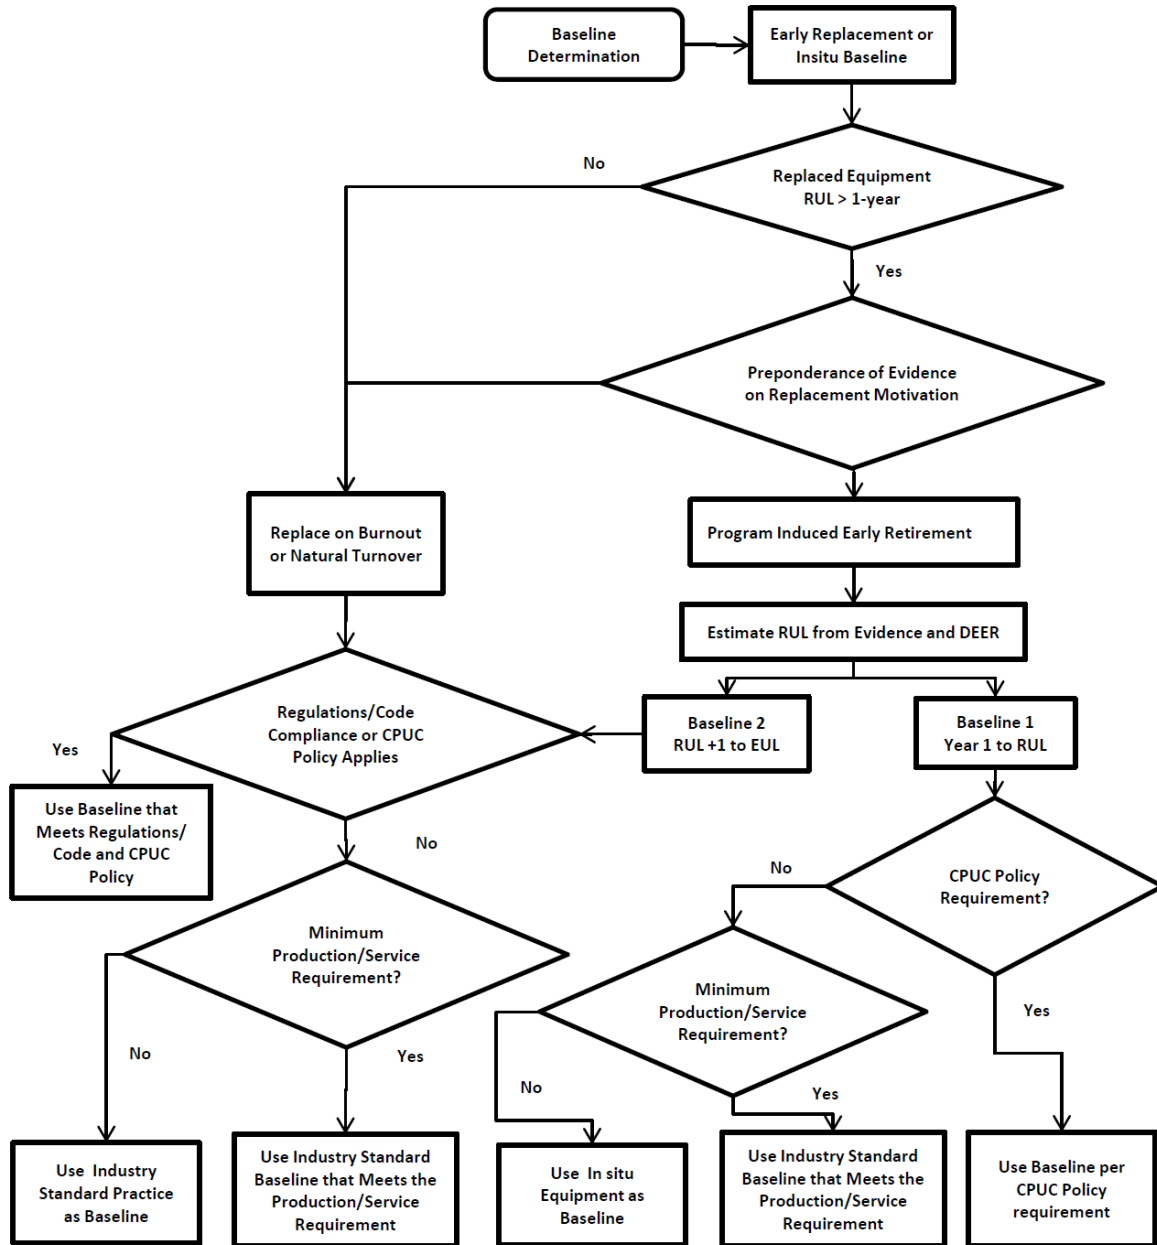 Baseline
Determination
Early Replacement or
Insitu Baseline
No
Replaced Equipment
RUL > 1-year
Yes
Preponderance of Evidence
on Replacement Motivation
Replace on Burnout
or Natural Turnover
Program Induced Early Retirement
Estimate RUL from Evidence and DEER
Regulations/Code
Compliance or CPUC
Policy Applies
Baseline 2
RUL +1 to EUL
Baseline 1
Year 1 to RUL
Yes
Use Baseline that
Meets Regulations/
Code and CPUC
Policy
No
No
CPUC Policy
Requirement?
Minimum
Production/Service
Requirement?
Minimum
Production/Service
Requirement?
Yes
No
Yes
No
Yes
Use Industry
Standard Practice
as Baseline
Use Industry Standard
Baseline that Meets the
Production/Service
Requirement
Use In situ
Equipment as
Baseline
Use Industry Standard
Baseline that Meets the
Production/Service
Requirement
Use Baseline per
CPUC Policy
requirement